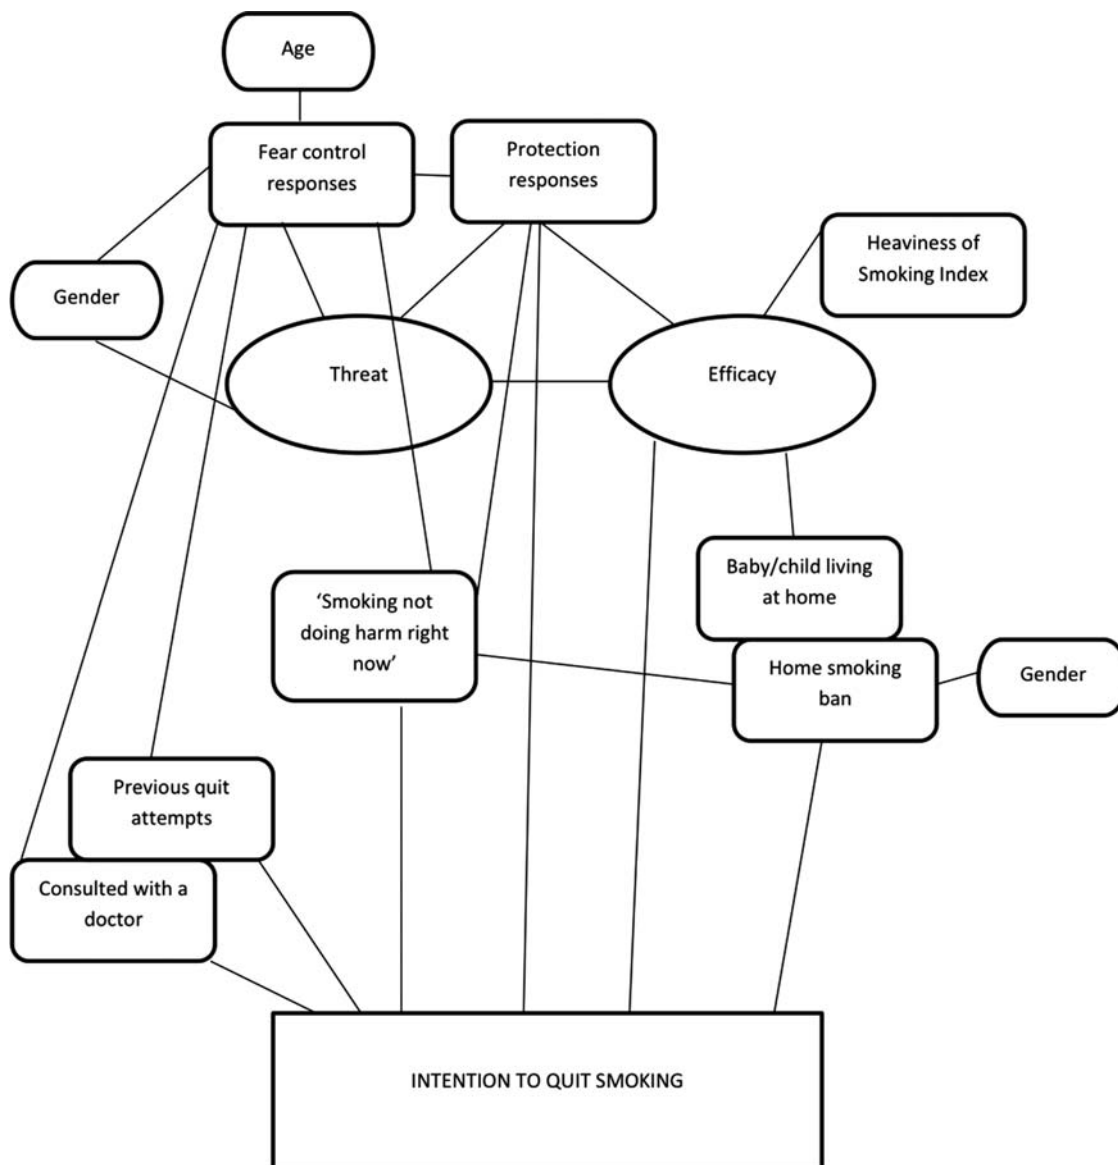 Age
Fear control
responses
Protection
responses
Heaviness of
Smoking Index
Gender
Threat
Efficacy
Baby/child living
at home
‘Smoking not
doing harm right
now’
Home smoking
ban
Gender
Previous quit
attempts
Consulted with a
doctor
INTENTION TO QUIT SMOKING